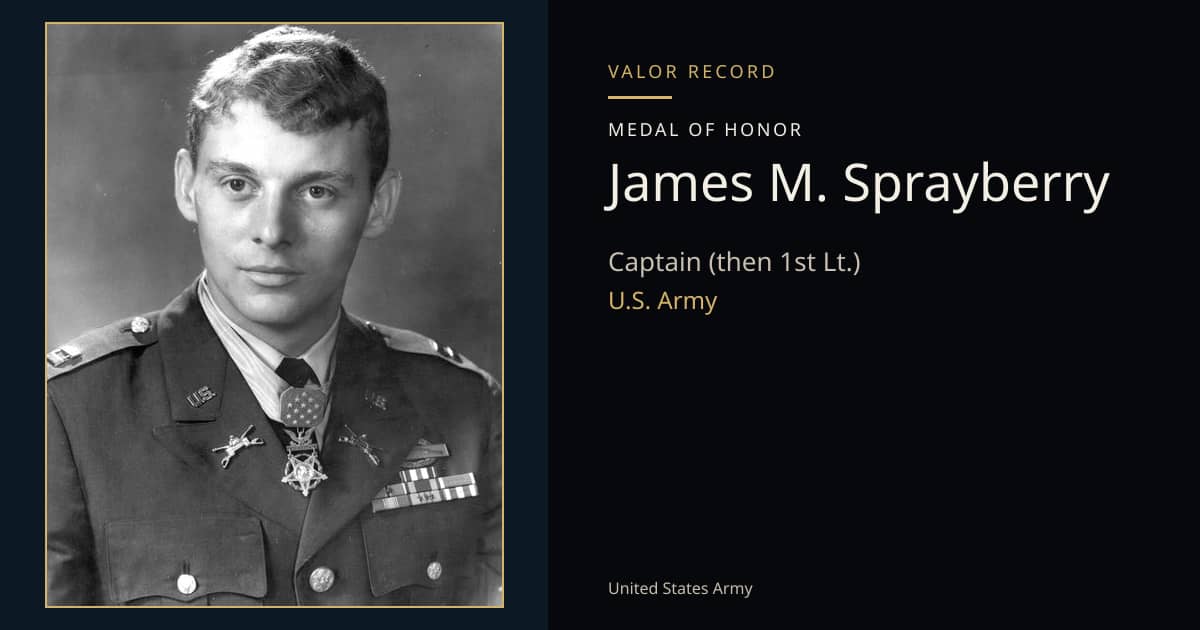 VALOR RECORD
MEDAL OF HONOR
James M. Sprayberry
Captain (then 1st Lt.)
U.S. Army
United States Army
U.S.